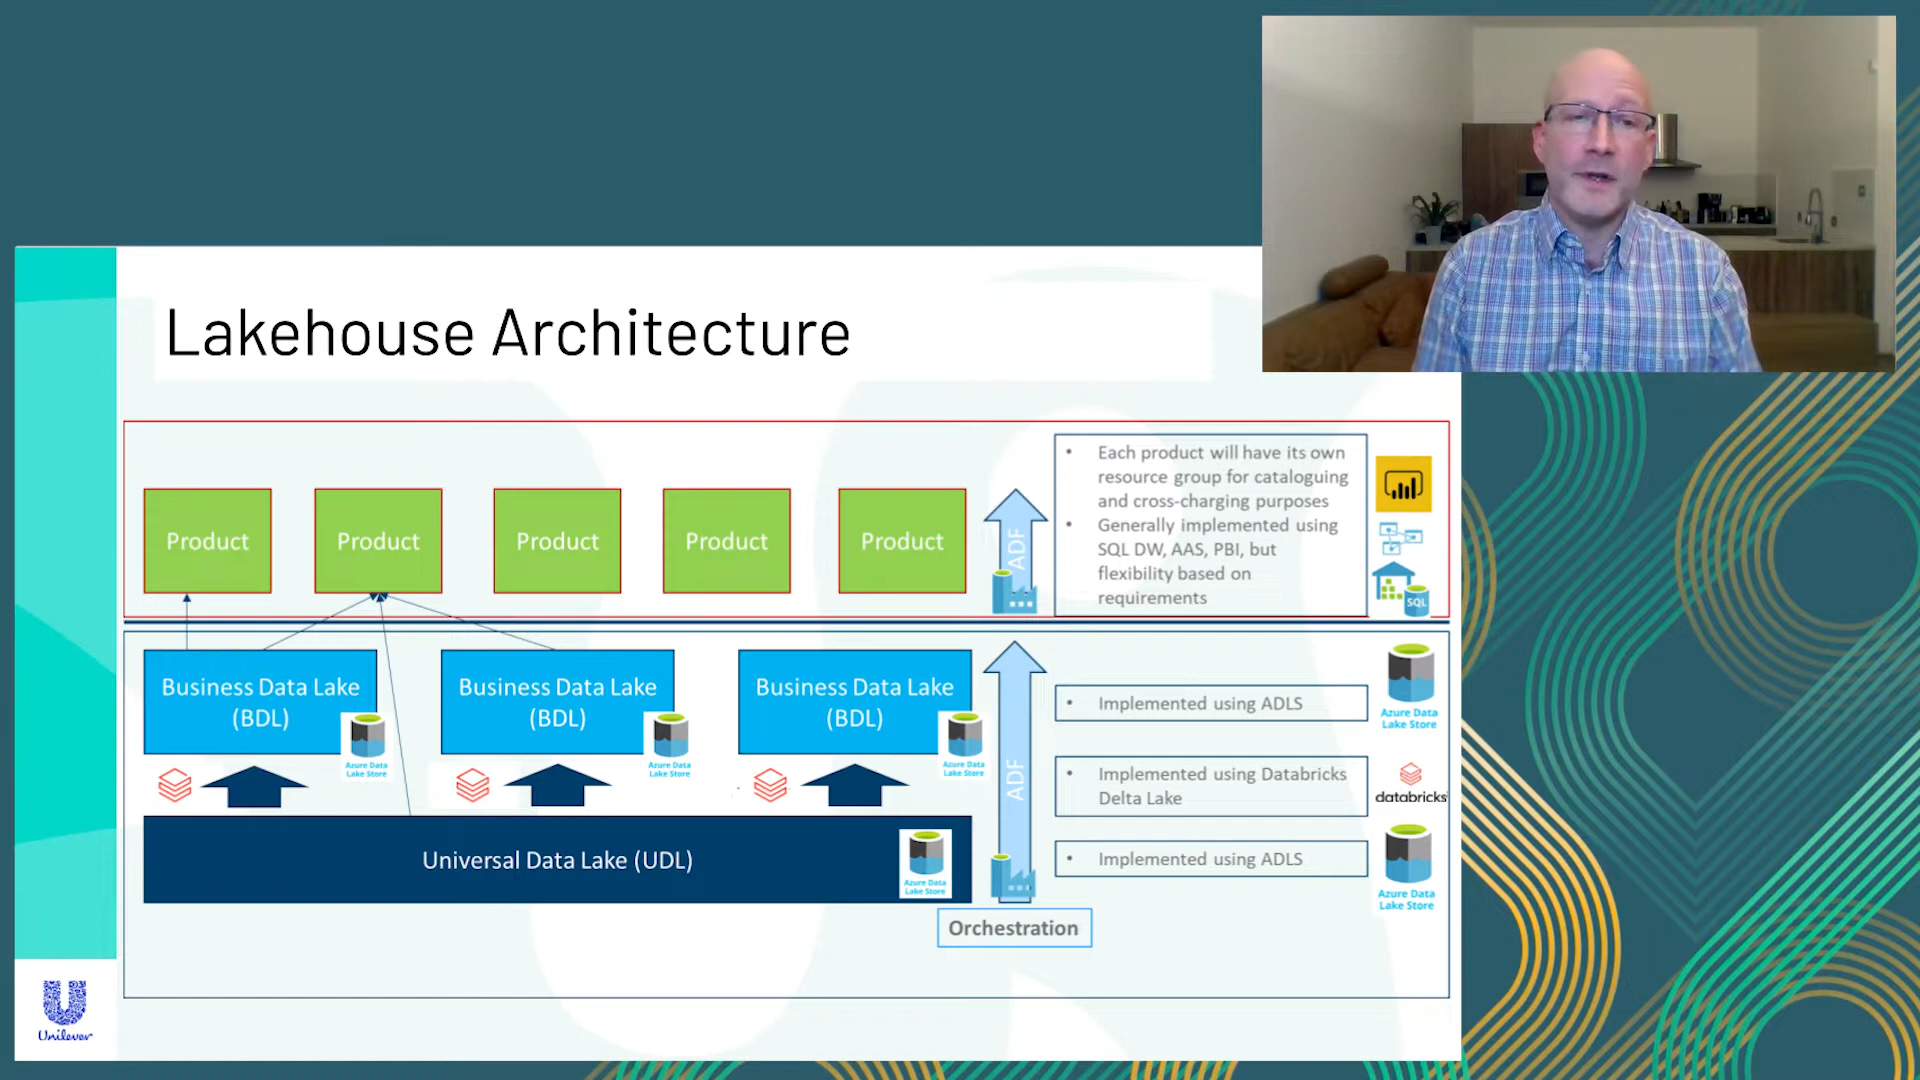 Lakehouse Architecture
Product
Product
Product
Product
Product
ADF
• Each product will have its own
resource group for cataloguing
and cross-charging purposes
• Generally implemented using
SQL DW, AAS, PBI, but
flexibility based on
requirements
SQL
Business Data Lake
(BDL)
Azure Data
Lake Store
Business Data Lake
(BDL)
Azure Data
Lake Store
Business Data Lake
(BDL)
Azure Data
Lake Store
ADF
• Implemented using ADLS
Azure Data
Lake Store
• Implemented using Databricks
Delta Lake
databricks
Universal Data Lake (UDL)
Azure Data
Lake Store
• Implemented using ADLS
Azure Data
Lake Store
Orchestration
Unilever